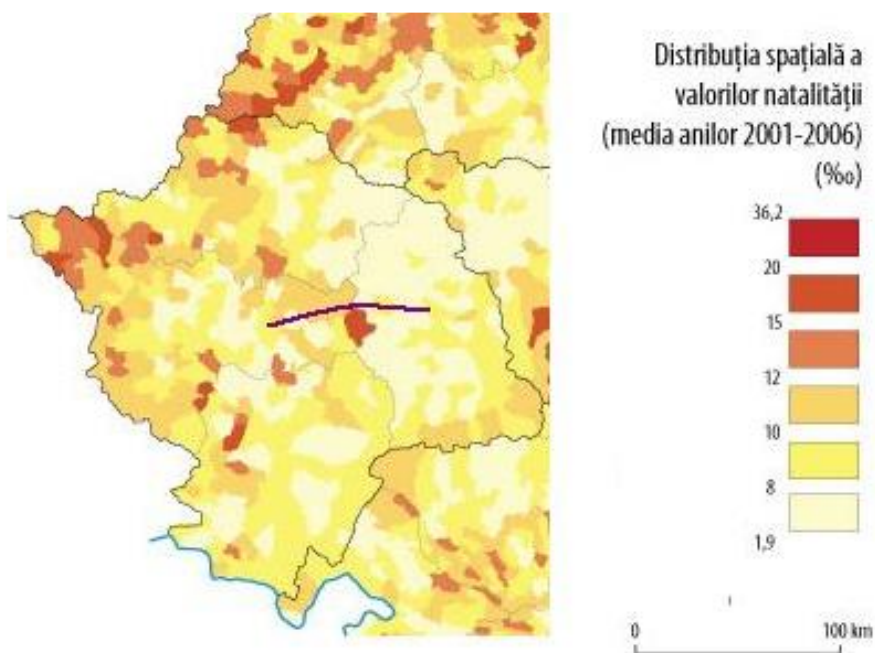 Distribuția spațială a
valorilor natalității
(media anilor 2001-2006)
(‰)
36,2
20
15
12
10
8
1,9
0 100 km